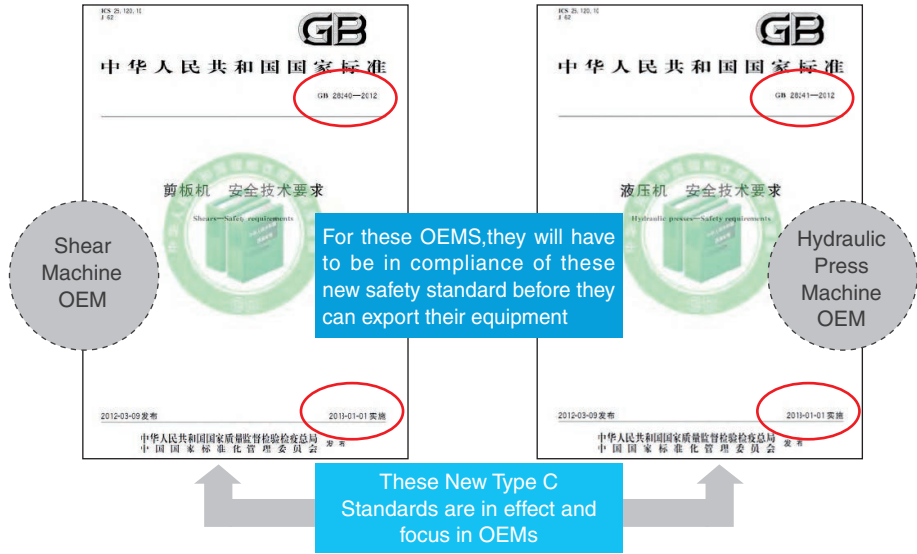 ICS 25.120.10
J 62
GB
中华人民共和国国家标准
GB 28240—2012
剪板机 安全技术要求
Shears—Safety requirements
2012-03-09发布
2013-01-01实施
中华人民共和国国家质量监督检验检疫总局
中国国家标准化管理委员会
发布
Shear
Machine
OEM
For these OEMS,they will have
to be in compliance of these
new safety standard before they
can export their equipment
ICS 25.120.10
J 62
GB
中华人民共和国国家标准
GB 28241—2012
液压机 安全技术要求
Hydraulic presses—Safety requirements
2012-03-09发布
2013-01-01实施
中华人民共和国国家质量监督检验检疫总局
中国国家标准化管理委员会
发布
Hydraulic
Press
Machine
OEM
These New Type C
Standards are in effect and
focus in OEMs